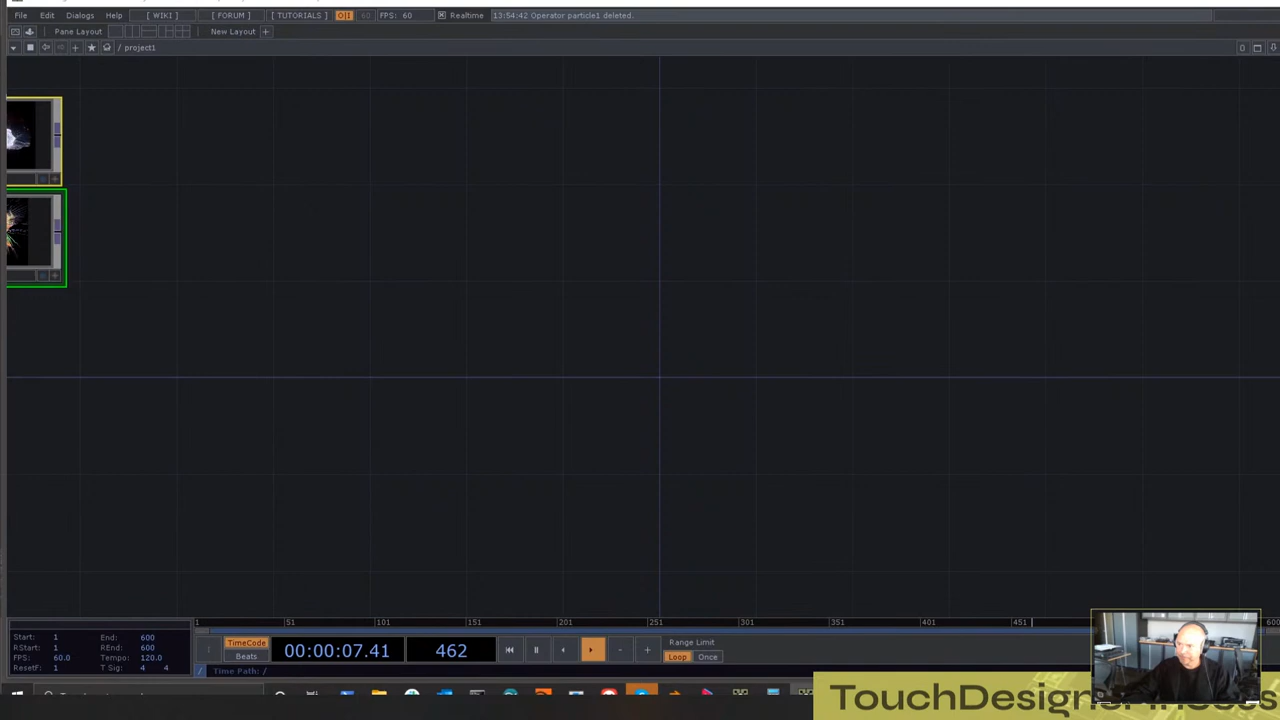 File Edit Dialogs Help [ WIKI ] [ FORUM ] [ TUTORIALS ] O|1 60 FPS: 60 Realtime 13:54:42 Operator particle1 deleted.
Pane Layout New Layout +
/ project1
1 51 101 151 201 251 301 351 401 451 600
Start: 1 End: 600
RStart: 1 REnd: 600
FPS: 60.0 Tempo: 120.0
ResetF: 1 T Sig: 4 4
TimeCode
Beats
00:00:07.41 462
Range Limit
Loop Once
/ Time Path: /